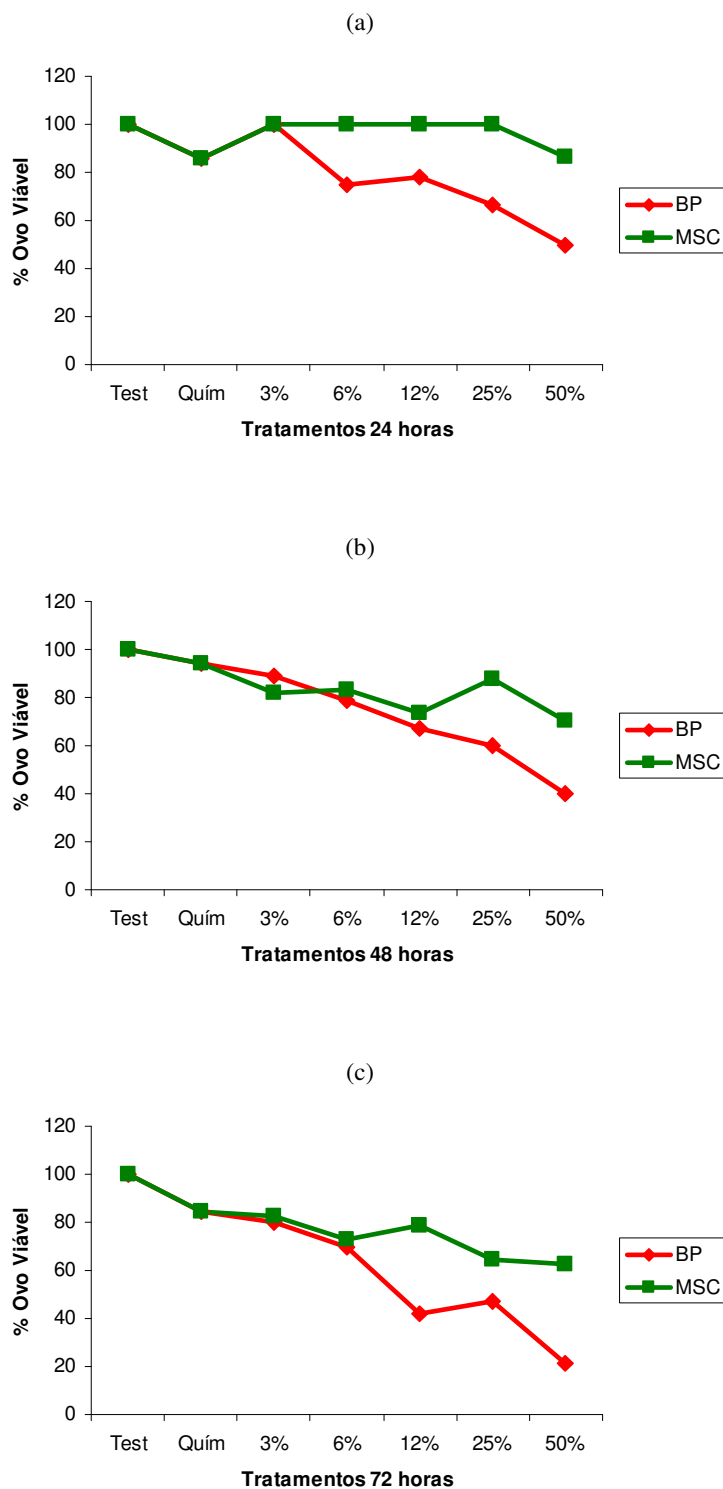 (a)
120
100
80
60
40
20
0
% Ovo Viável
Test Quím 3% 6% 12% 25% 50%
Tratamentos 24 horas
BP
MSC
(b)
120
100
80
60
40
20
0
% Ovo Viável
Test Quím 3% 6% 12% 25% 50%
Tratamentos 48 horas
BP
MSC
(c)
120
100
80
60
40
20
0
% Ovo Viável
Test Quím 3% 6% 12% 25% 50%
Tratamentos 72 horas
BP
MSC